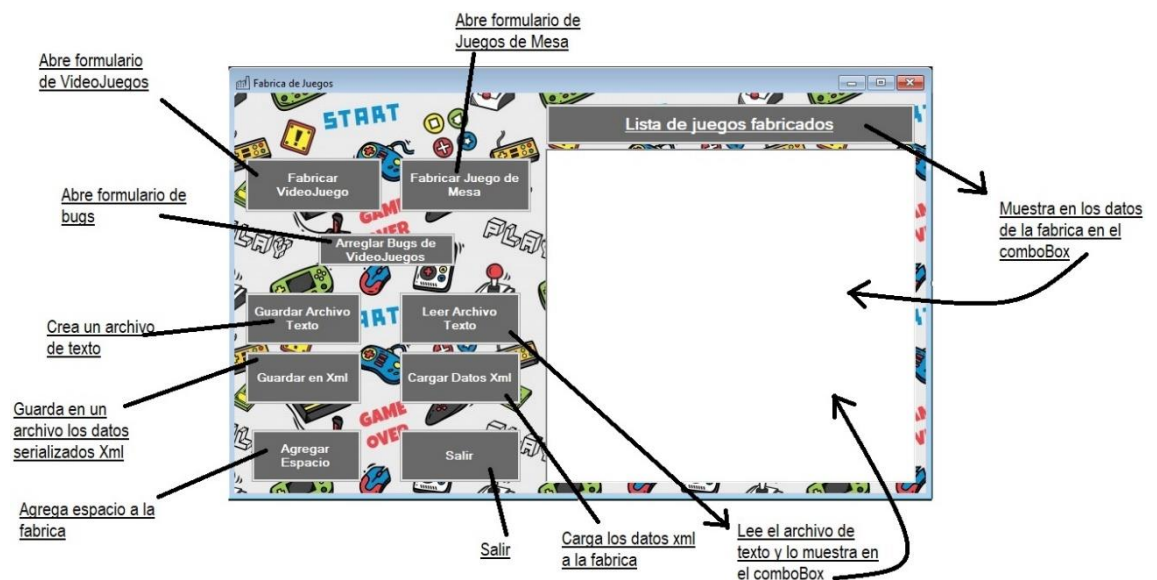 Abre formulario de
Juegos de Mesa
Abre formulario
de VideoJuegos
Fabrica de Juegos
START
Lista de juegos fabricados
Fabricar
VideoJuego
Fabricar Juego de
Mesa
Abre formulario de
bugs
GAME
OVER
PLAY
PLAY
Arreglar Bugs de
VideoJuegos
Muestra en los datos
de la fabrica en el
comboBox
Guardar Archivo
Texto
Leer Archivo
Texto
Crea un archivo
de texto
Guardar en Xml
Cargar Datos Xml
Guarda en un
archivo los datos
serializados Xml
GAME
OVER
Agregar
Espacio
Salir
Agrega espacio a la
fabrica
Salir
Carga los datos xml
a la fabrica
Lee el archivo de
texto y lo muestra en
el comboBox